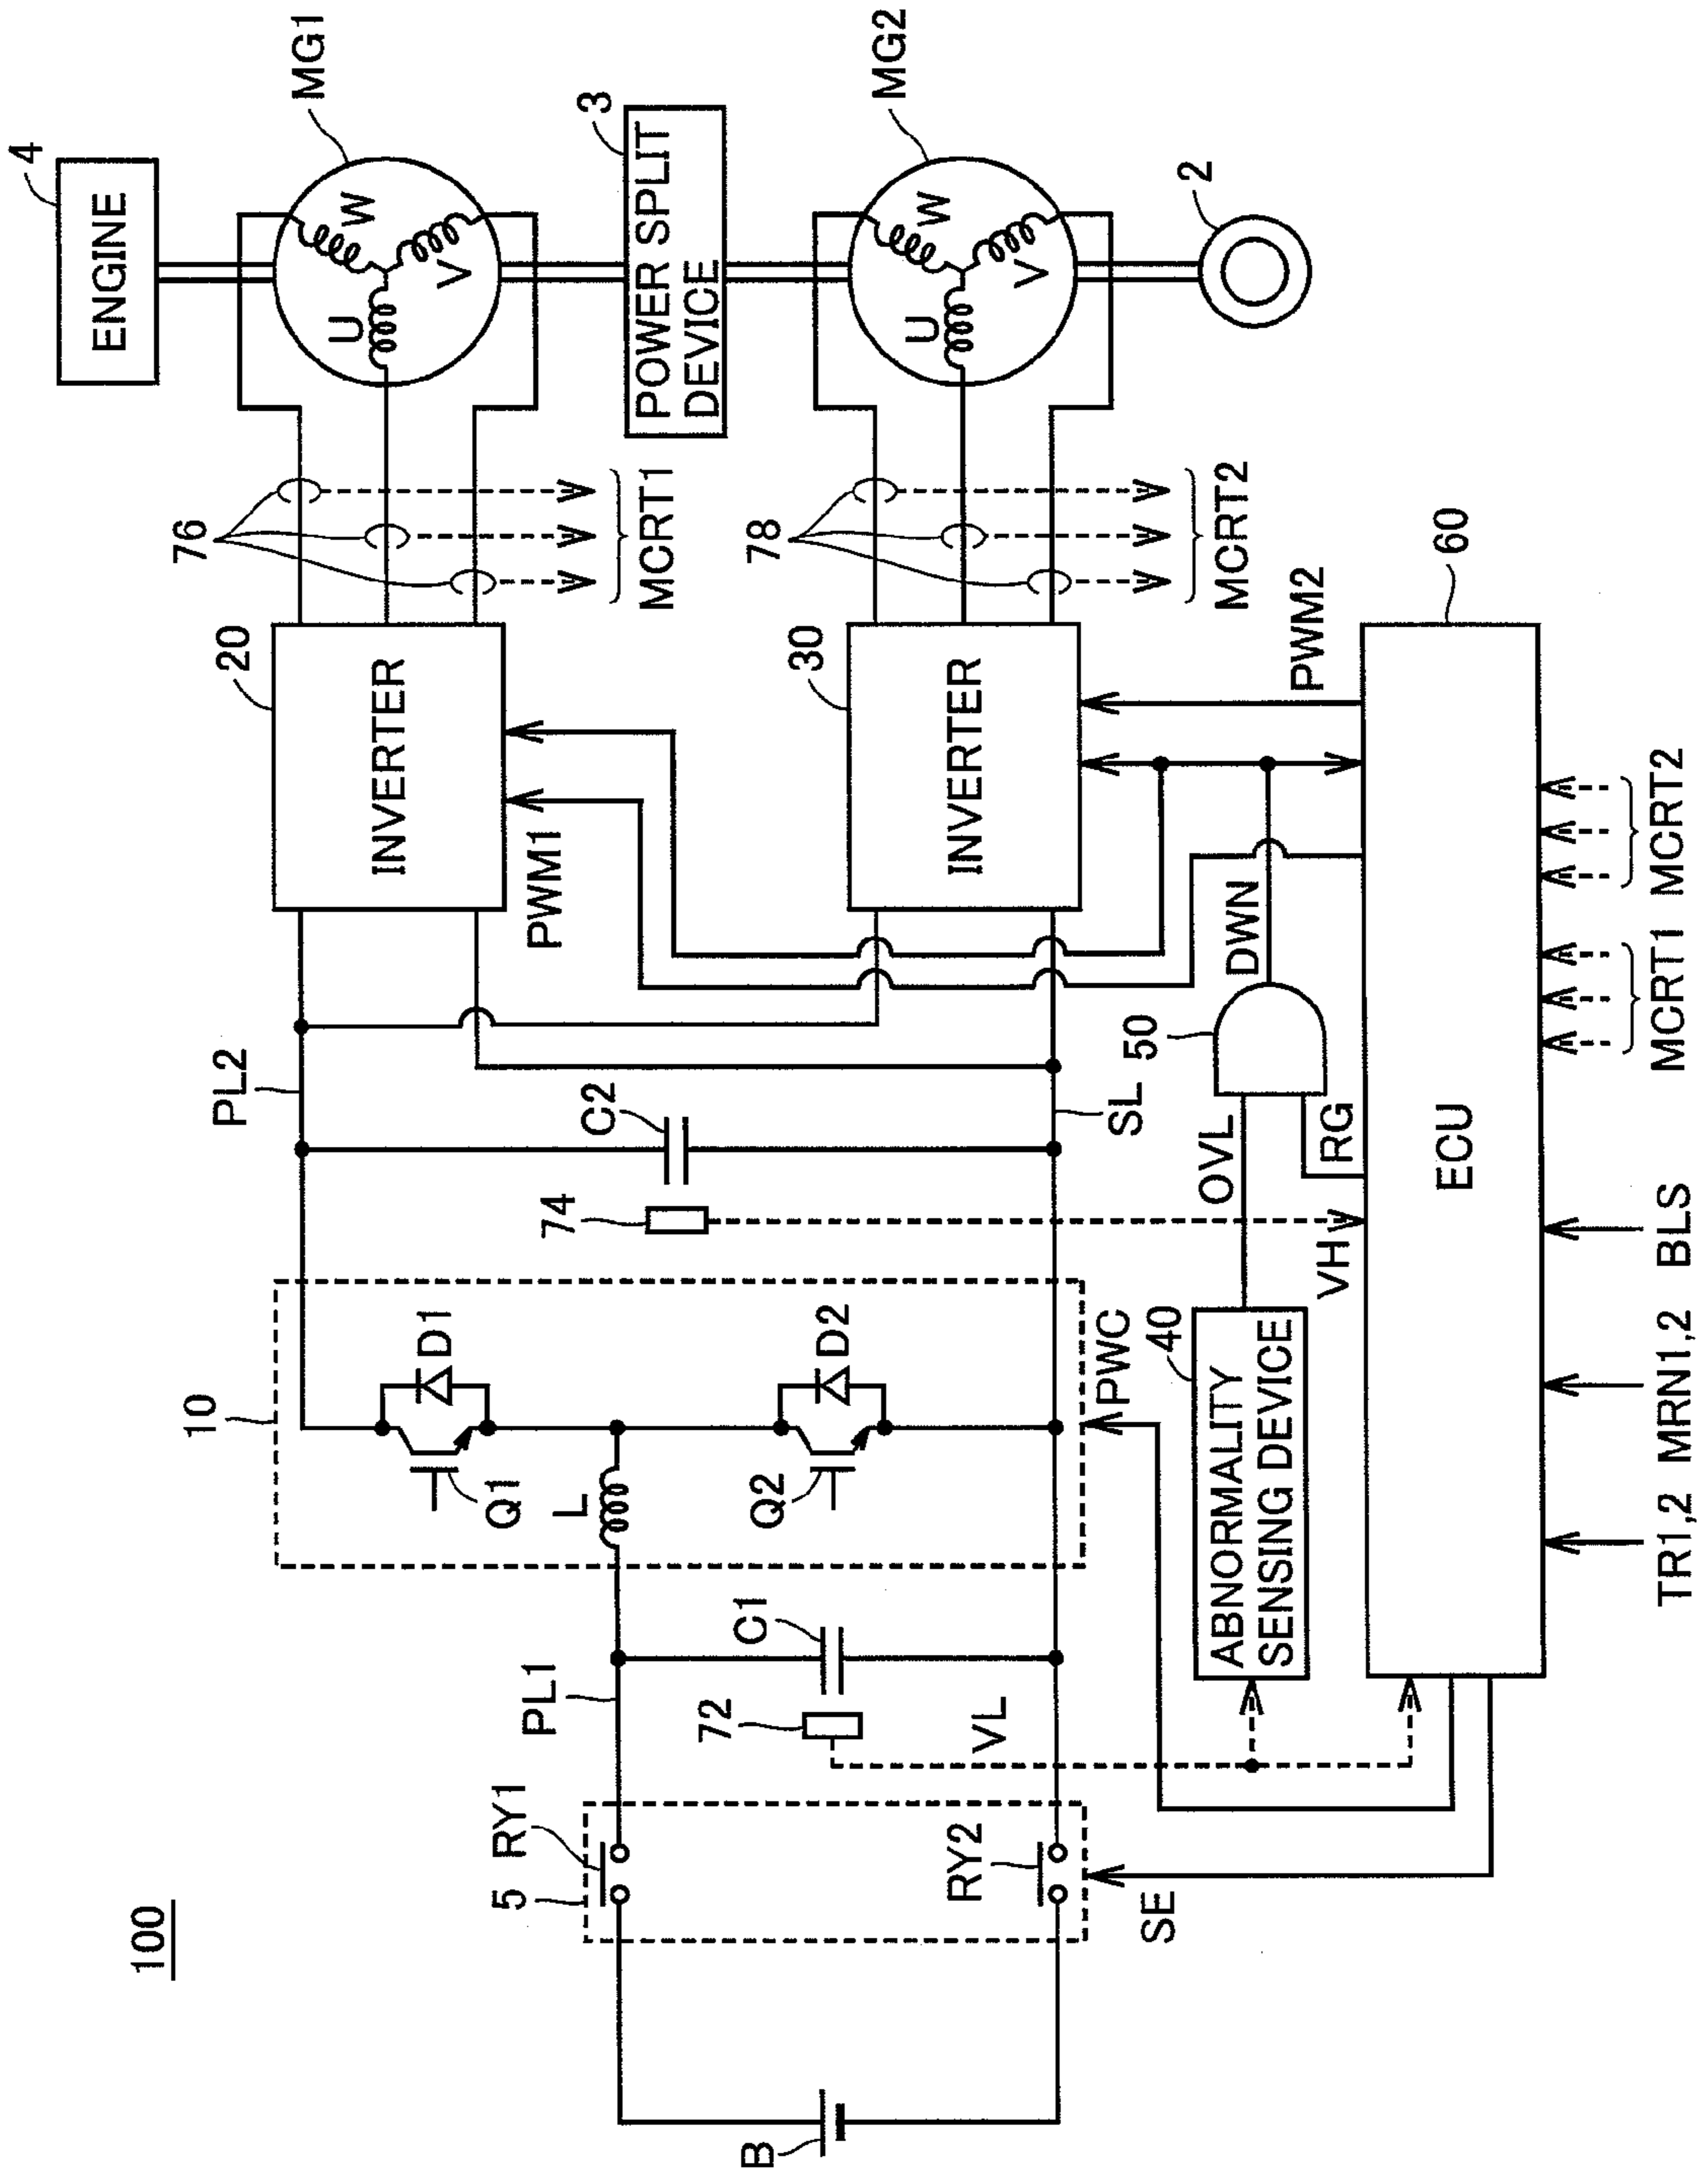 100
B
5
RY1
RY2
SE
PL1
72
C1
VL
10
Q1
D1
L
Q2
D2
PWC
40
ABNORMALITY
SENSING DEVICE
74
C2
VH
PL2
SL
OVL
RG
50
DWN
20
INVERTER
PWM1
30
INVERTER
PWM2
60
ECU
TR1,2 MRN1,2 BLS
MCRT1 MCRT2
76
MCRT1
78
MCRT2
4
ENGINE
MG1
U
V
W
3
POWER SPLIT
DEVICE
MG2
U
V
W
2